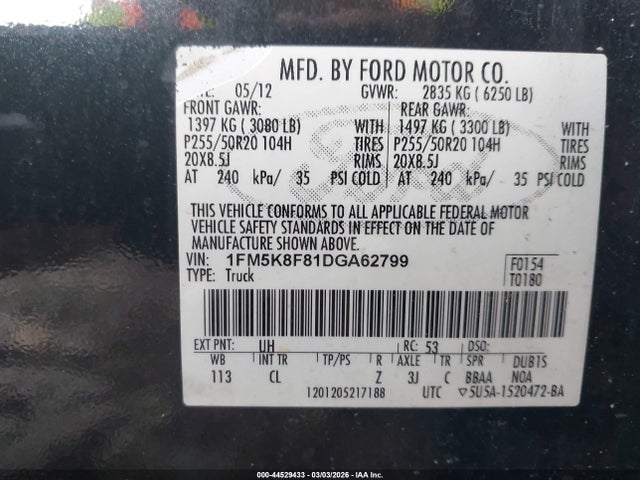 MFD. BY FORD MOTOR CO.
05/12 GVWR: 2835 KG ( 6250 LB)
FRONT GAWR: REAR GAWR:
1397 KG ( 3080 LB) 1497 KG ( 3300 LB)
P255/50R20 104H TIRES P255/50R20 104H TIRES
20X8.5J RIMS 20X8.5J RIMS
AT 240 kPa/ 35 PSI COLD AT 240 kPa/ 35 PSI COLD
THIS VEHICLE CONFORMS TO ALL APPLICABLE FEDERAL MOTOR
VEHICLE SAFETY STANDARDS IN EFFECT ON THE DATE OF
MANUFACTURE SHOWN ABOVE.
VIN: 1FM5K8F81DGA62799
TYPE: Truck
F0154
T0180
EXT PNT: UH RC: 53 DSO:
WB INT TR TP/PS R AXLE TR SPR DUBTS
113 CL Z 3J C BBAA NOA
1201205217188 UTC ▽5U5A-1520472-BA
(000-44529433 - 03/03/2026 - IAA Inc.)